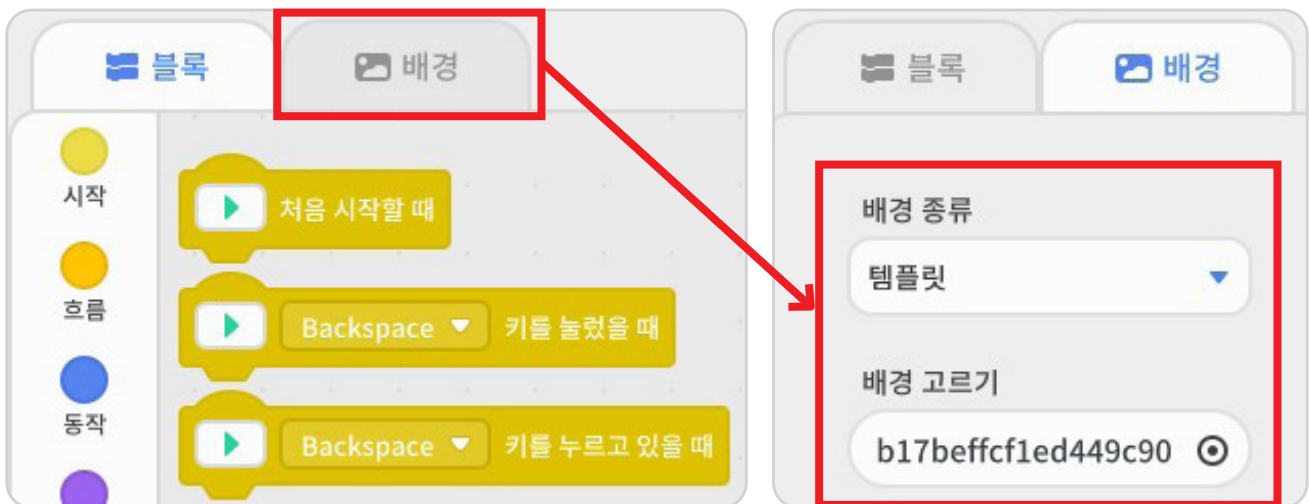 블록
배경
시작
흐름
동작
처음 시작할 때
Backspace 키를 눌렀을 때
Backspace 키를 누르고 있을 때
블록
배경
배경 종류
템플릿
배경 고르기
b17beffcf1ed449c90